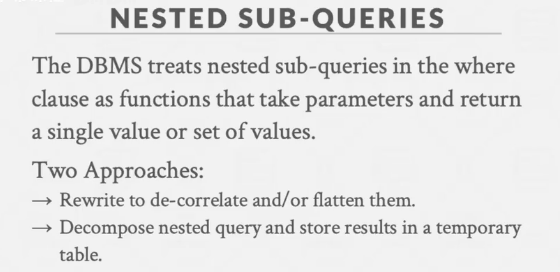 NESTED SUB-QUERIES
The DBMS treats nested sub-queries in the where
clause as functions that take parameters and return
a single value or set of values.
Two Approaches:
→ Rewrite to de-correlate and/or flatten them.
→ Decompose nested query and store results in a temporary
table.